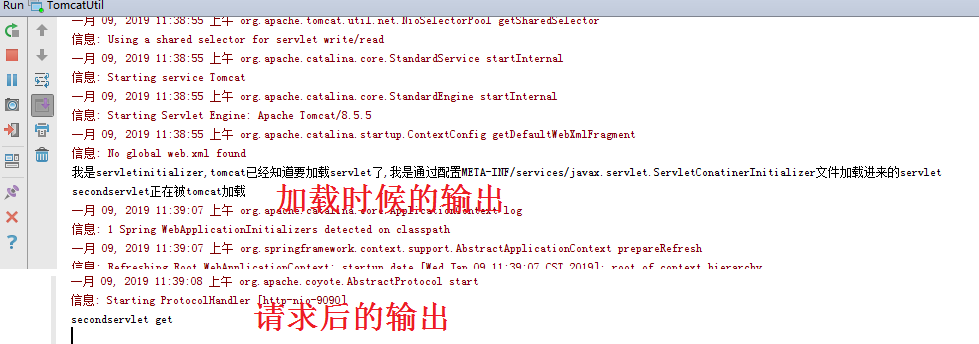 Run TomcatUtil
一月 09, 2019 11:38:55 上午 org.apache.tomcat.util.net.NioSelectorPool getSharedSelector
信息: Using a shared selector for servlet write/read
一月 09, 2019 11:38:55 上午 org.apache.catalina.core.StandardService startInternal
信息: Starting service Tomcat
一月 09, 2019 11:38:55 上午 org.apache.catalina.core.StandardEngine startInternal
信息: Starting Servlet Engine: Apache Tomcat/8.5.5
一月 09, 2019 11:38:55 上午 org.apache.catalina.startup.ContextConfig getDefaultWebXmlFragment
信息: No global web.xml found
我是servletinitializer,tomcat已经知道要加载servlet了,我是通过配置META-INF/services/javax.servlet.ServletConatinerInitializer文件加载进来的servlet
secondservlet正在被tomcat加载
加载时候的输出
一月 09, 2019 11:39:07 上午 org.apache.catalina.core.ApplicationContext log
信息: 1 Spring WebApplicationInitializers detected on classpath
一月 09, 2019 11:39:07 上午 org.springframework.context.support.AbstractApplicationContext prepareRefresh
信息: Refreshing Root WebApplicationContext: startup date [Wed Jan 09 11:39:07 CST 2019]; root of context hierarchy
一月 09, 2019 11:39:08 上午 org.apache.coyote.AbstractProtocol start
信息: Starting ProtocolHandler [http-nio-9090]
secondservlet get
请求后的输出